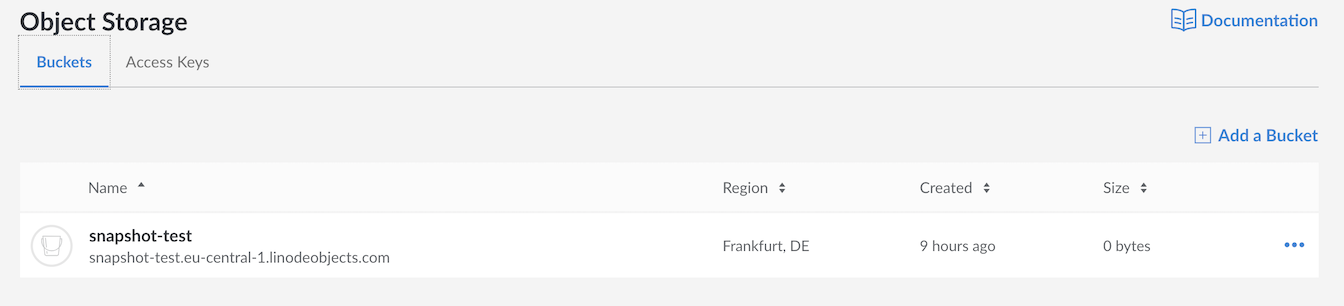 Object Storage
Documentation
Buckets Access Keys
Add a Bucket
Name Region Created Size
snapshot-test
snapshot-test.eu-central-1.linodeobjects.com
Frankfurt, DE 9 hours ago 0 bytes